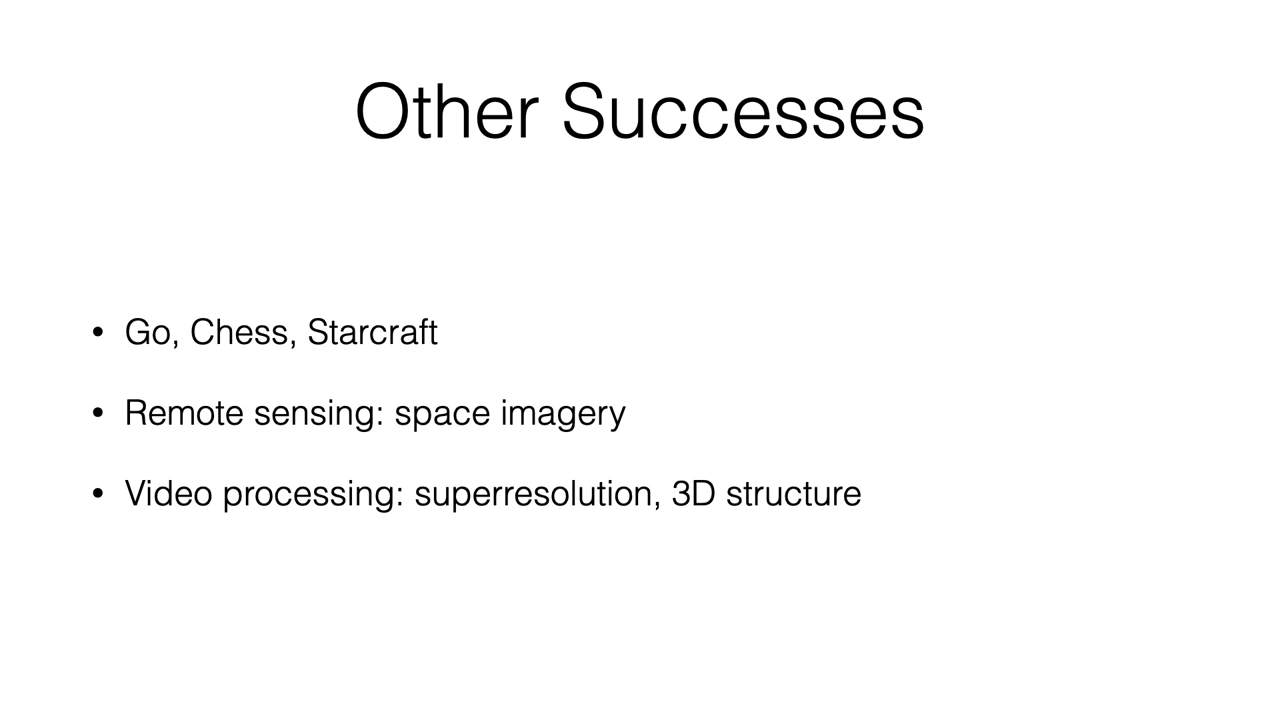 Other Successes
• Go, Chess, Starcraft
• Remote sensing: space imagery
• Video processing: superresolution, 3D structure